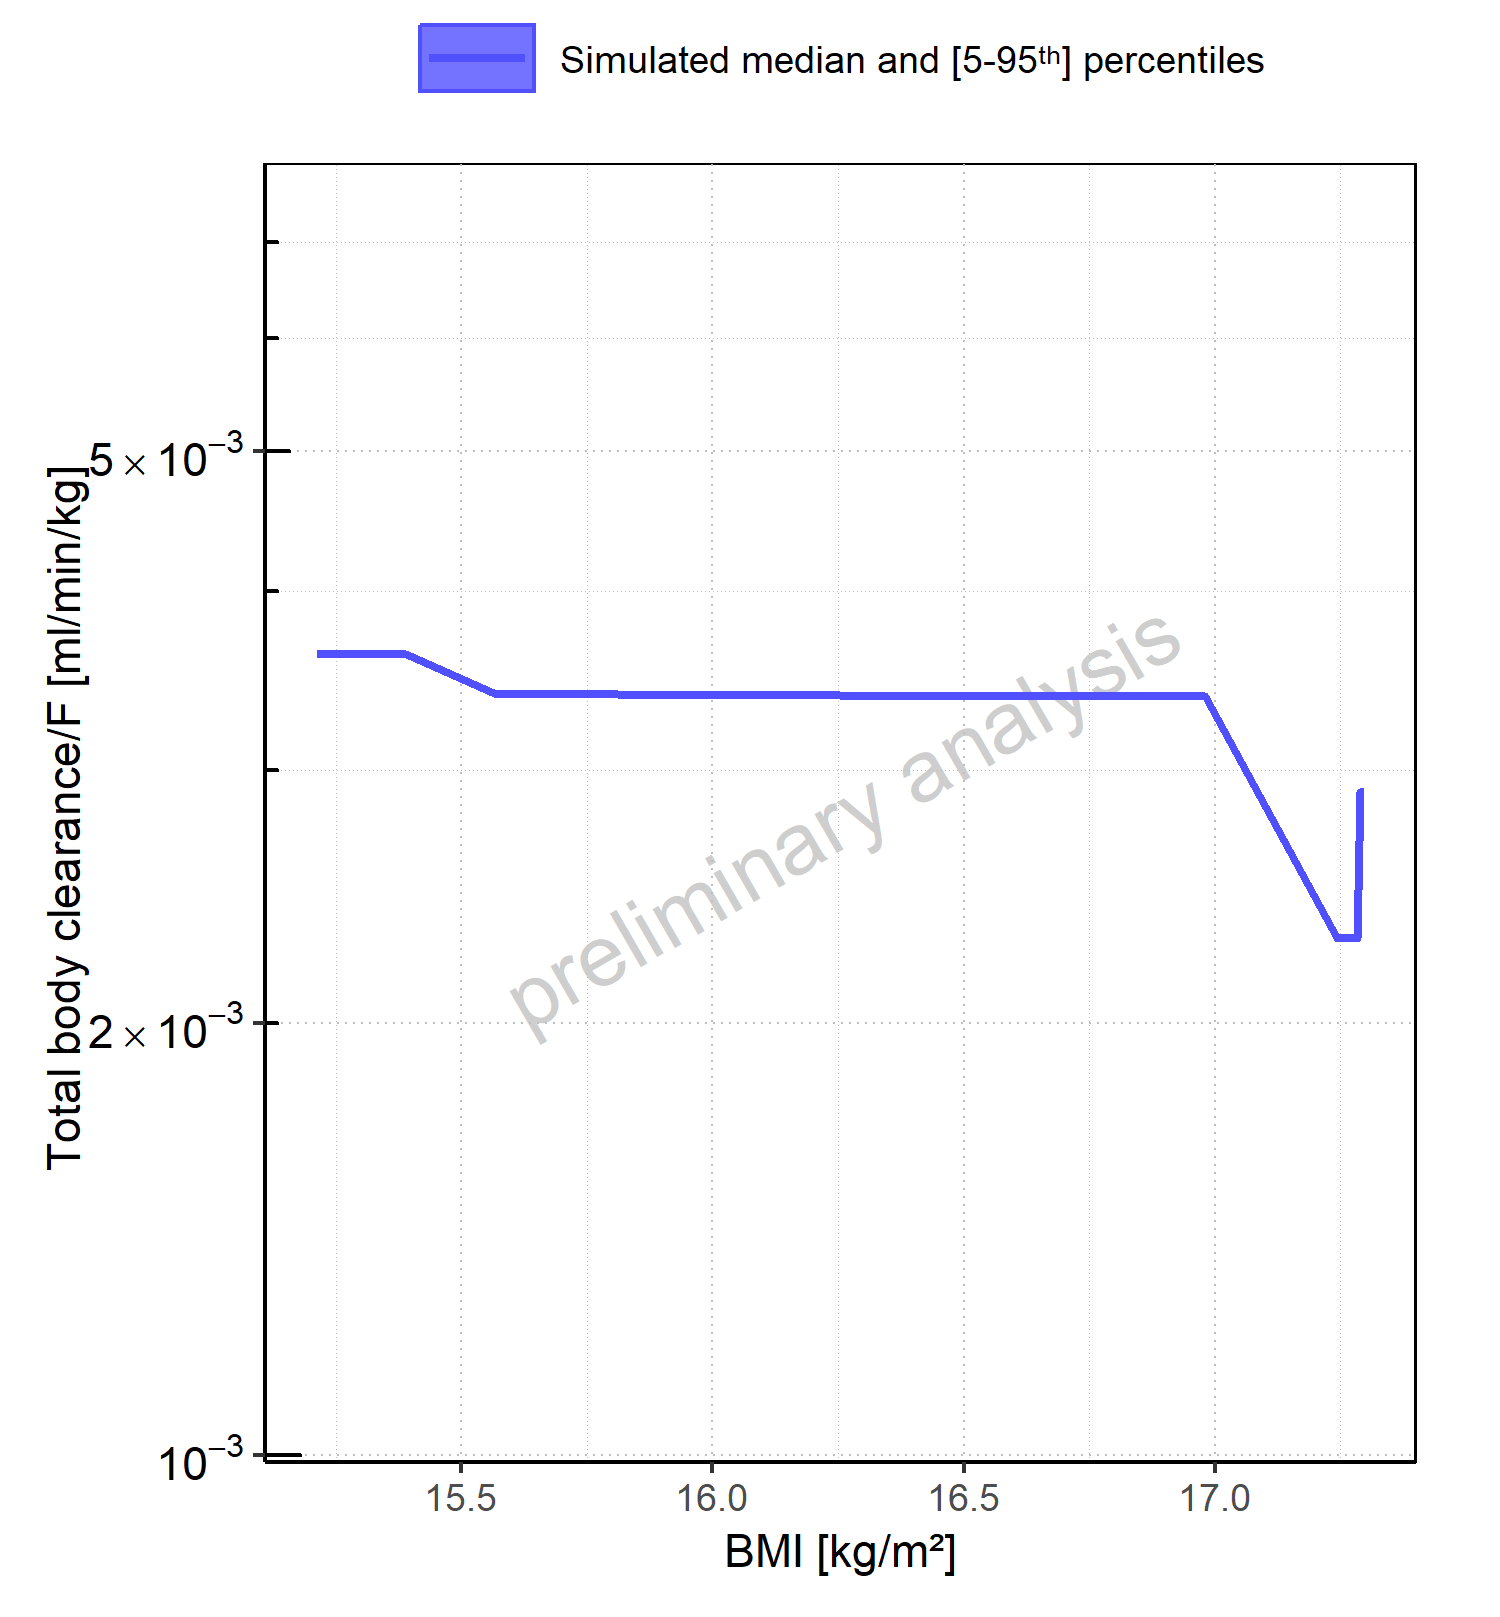 Simulated median and [5-95ᵗʰ] percentiles
Total body clearance/F [ml/min/kg]
5 × 10⁻³
2 × 10⁻³
10⁻³
preliminary analysis
15.5 16.0 16.5 17.0
BMI [kg/m²]